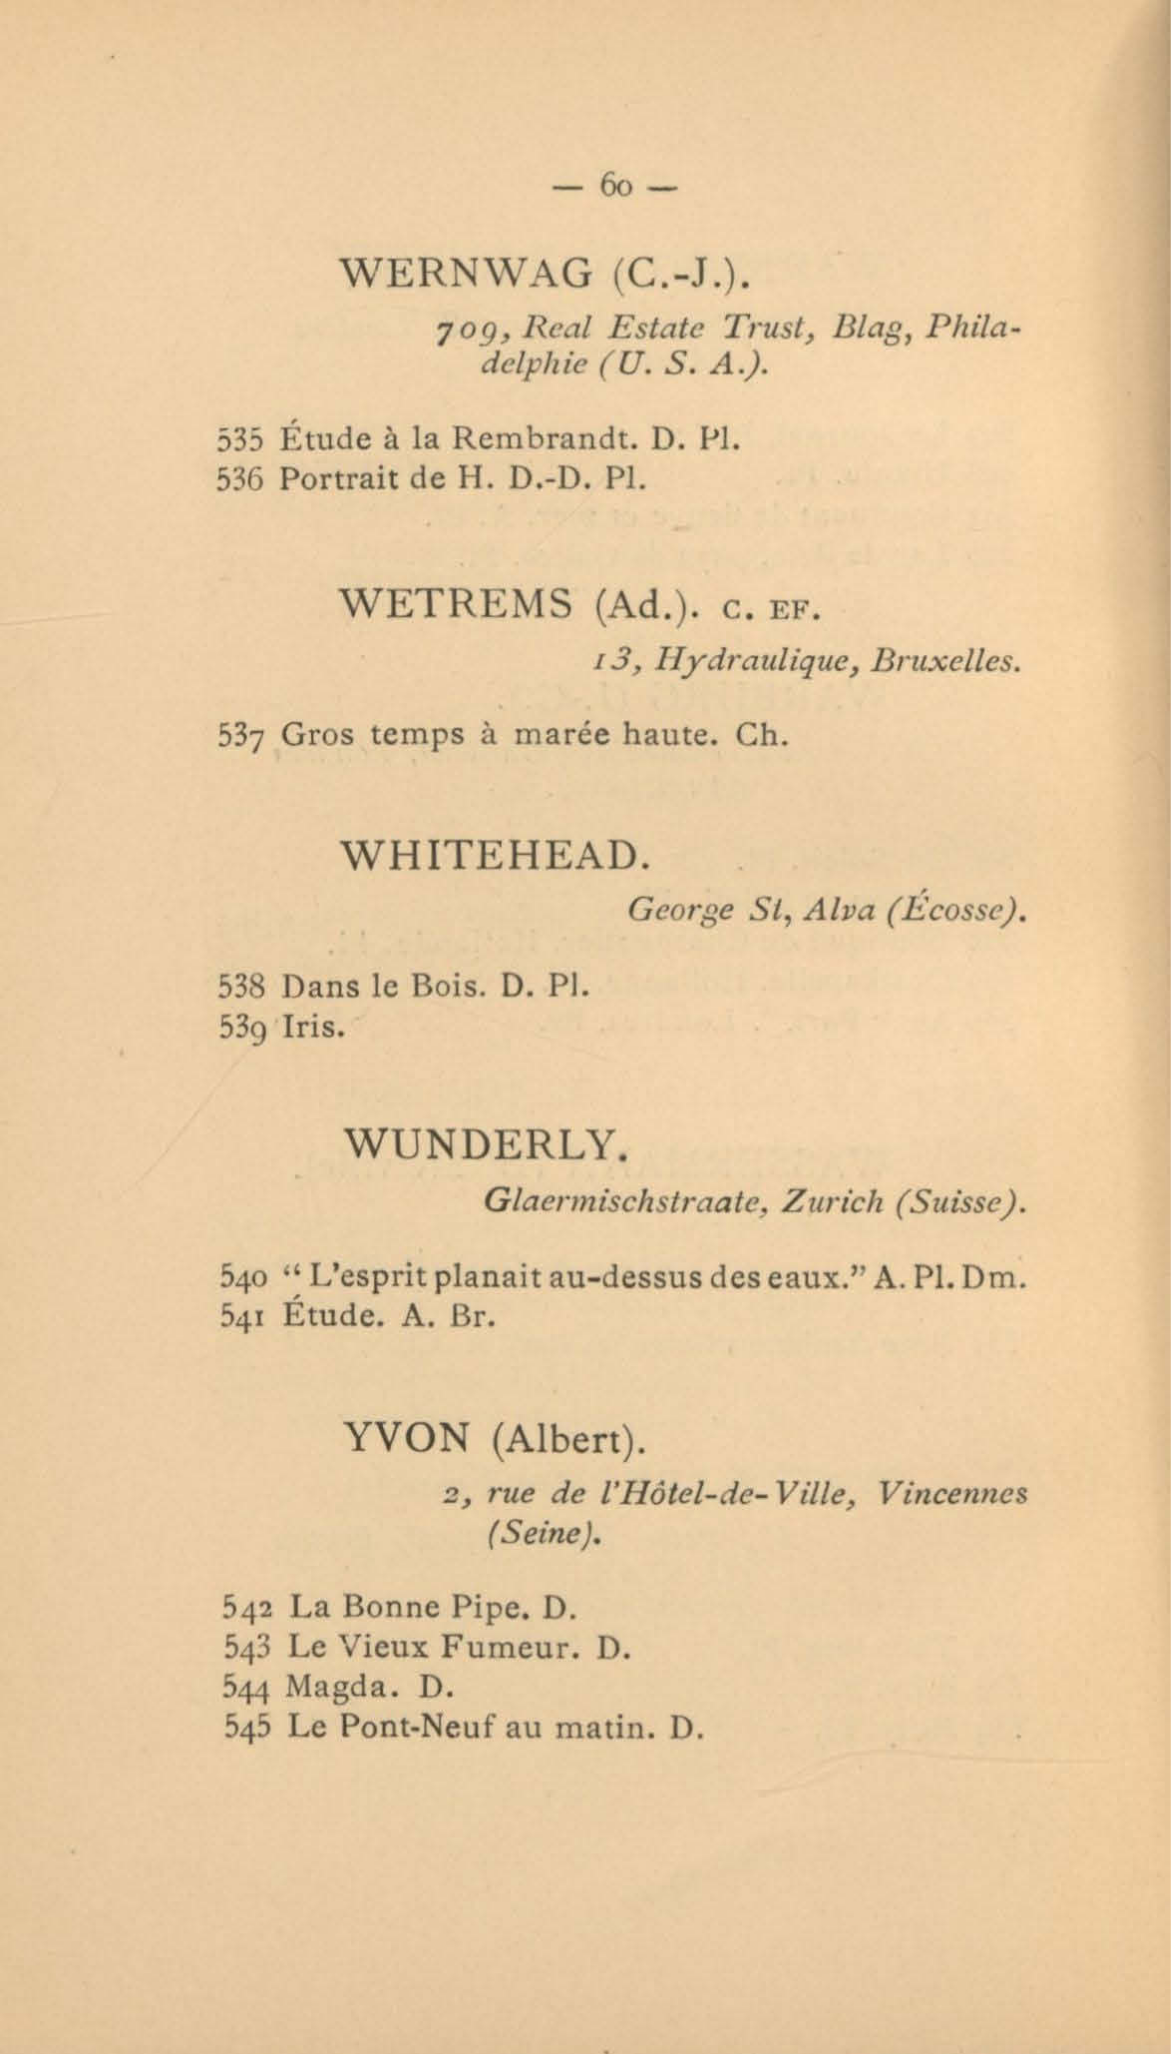 — 60 —
WERNWAG (C.-J.).
709, Real Estate Trust, Blag, Phila-
delphie (U. S. A.).
535 Étude à la Rembrandt. D. Pl.
536 Portrait de H. D.-D. Pl.
WETREMS (Ad.). C. EF.
13, Hydraulique, Bruxelles.
537 Gros temps à marée haute. Ch.
WHITEHEAD.
George St, Alva (Écosse).
538 Dans le Bois. D. Pl.
539 Iris.
WUNDERLY.
Glaermischstraate, Zurich (Suisse).
540 “ L'esprit planait au-dessus des eaux.” A. Pl. Dm.
541 Étude. A. Br.
YVON (Albert).
2, rue de l'Hôtel-de-Ville, Vincennes
(Seine).
542 La Bonne Pipe. D.
543 Le Vieux Fumeur. D.
544 Magda. D.
545 Le Pont-Neuf au matin. D.